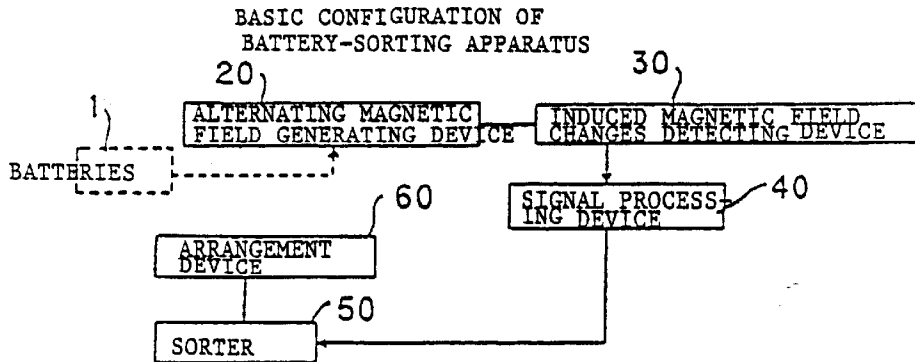 BASIC CONFIGURATION OF
BATTERY-SORTING APPARATUS
20
30
1
ALTERNATING MAGNETIC
FIELD GENERATING DEVICE
INDUCED MAGNETIC FIELD
CHANGES DETECTING DEVICE
BATTERIES
40
SIGNAL PROCESS-
ING DEVICE
60
ARRANGEMENT
DEVICE
50
SORTER